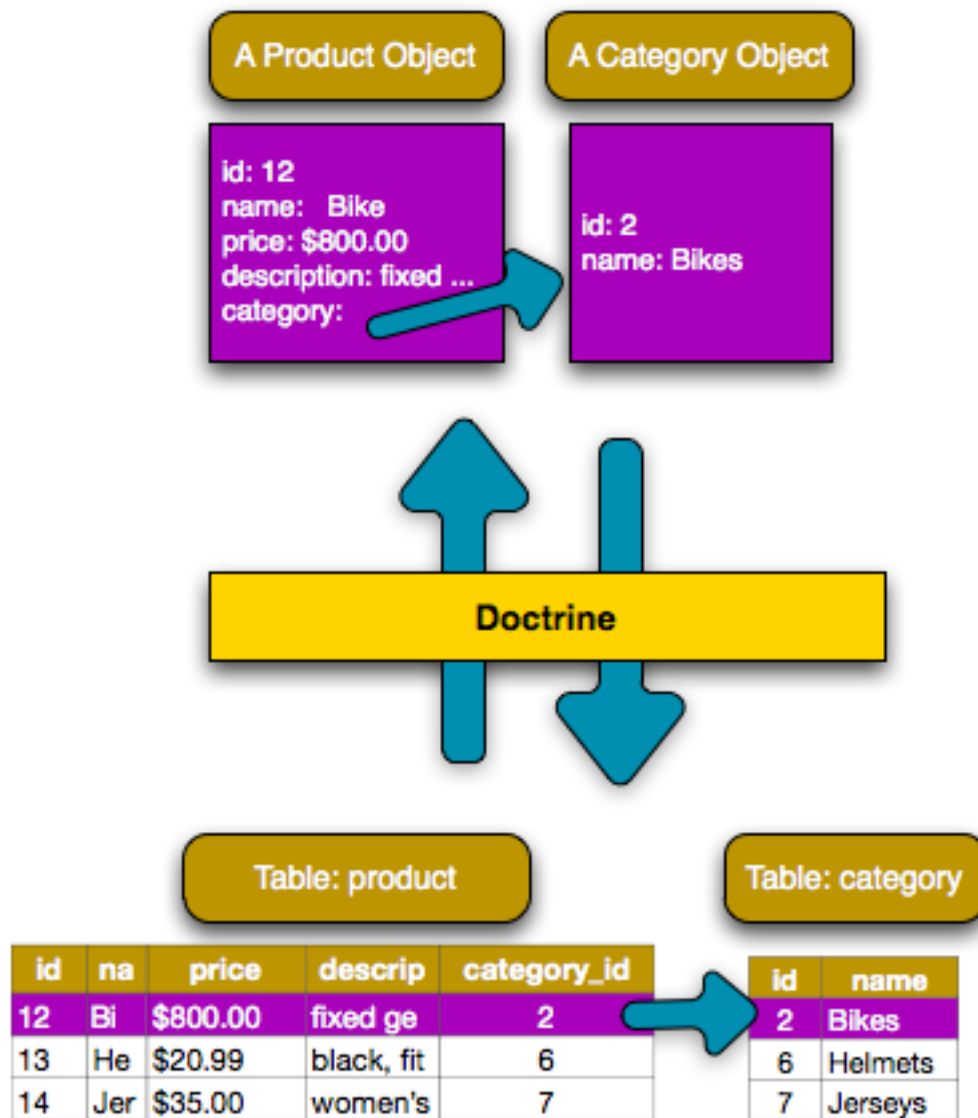 A Product Object
A Category Object
id: 12
name: Bike
price: $800.00
description: fixed ...
category:
id: 2
name: Bikes
Doctrine
Table: product
Table: category
id na price descrip category_id
12 Bi $800.00 fixed ge 2
13 He $20.99 black, fit 6
14 Jer $35.00 women's 7
id name
2 Bikes
6 Helmets
7 Jerseys